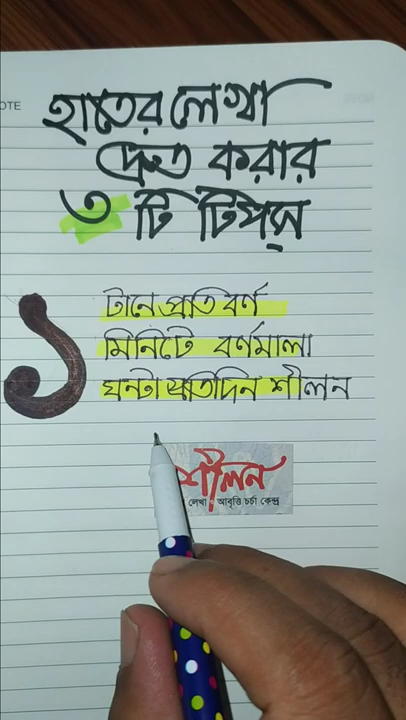 OTE
হাতের লেখা
দ্রুত করার
৩ টি টিপস্
১
টানে প্রতি বর্ণ
মিনিটে বর্ণমালা
ঘন্টা প্রতিদিন শীলন
শীলন
লেখা আবৃত্তি চর্চা কেন্দ্র